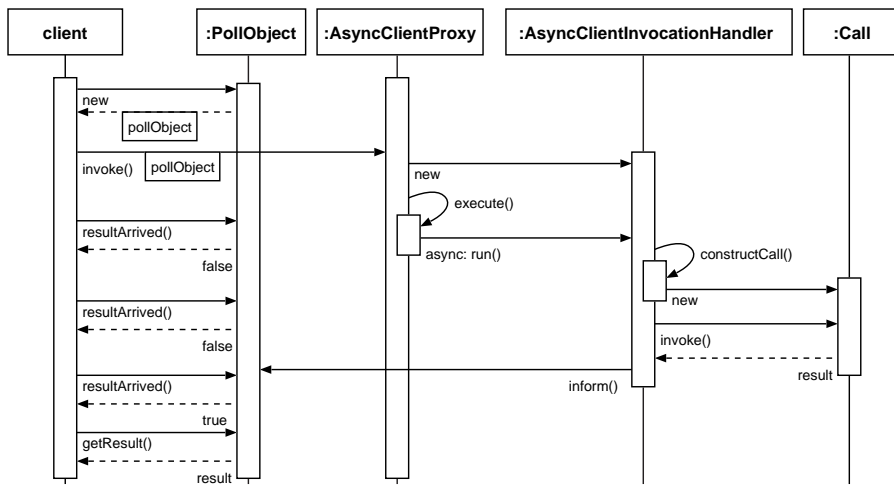 client
:PollObject
:AsyncClientProxy
:AsyncClientInvocationHandler
:Call
new
pollObject
invoke()
pollObject
new
execute()
resultArrived()
async: run()
false
constructCall()
new
resultArrived()
invoke()
false
result
resultArrived()
inform()
true
getResult()
result